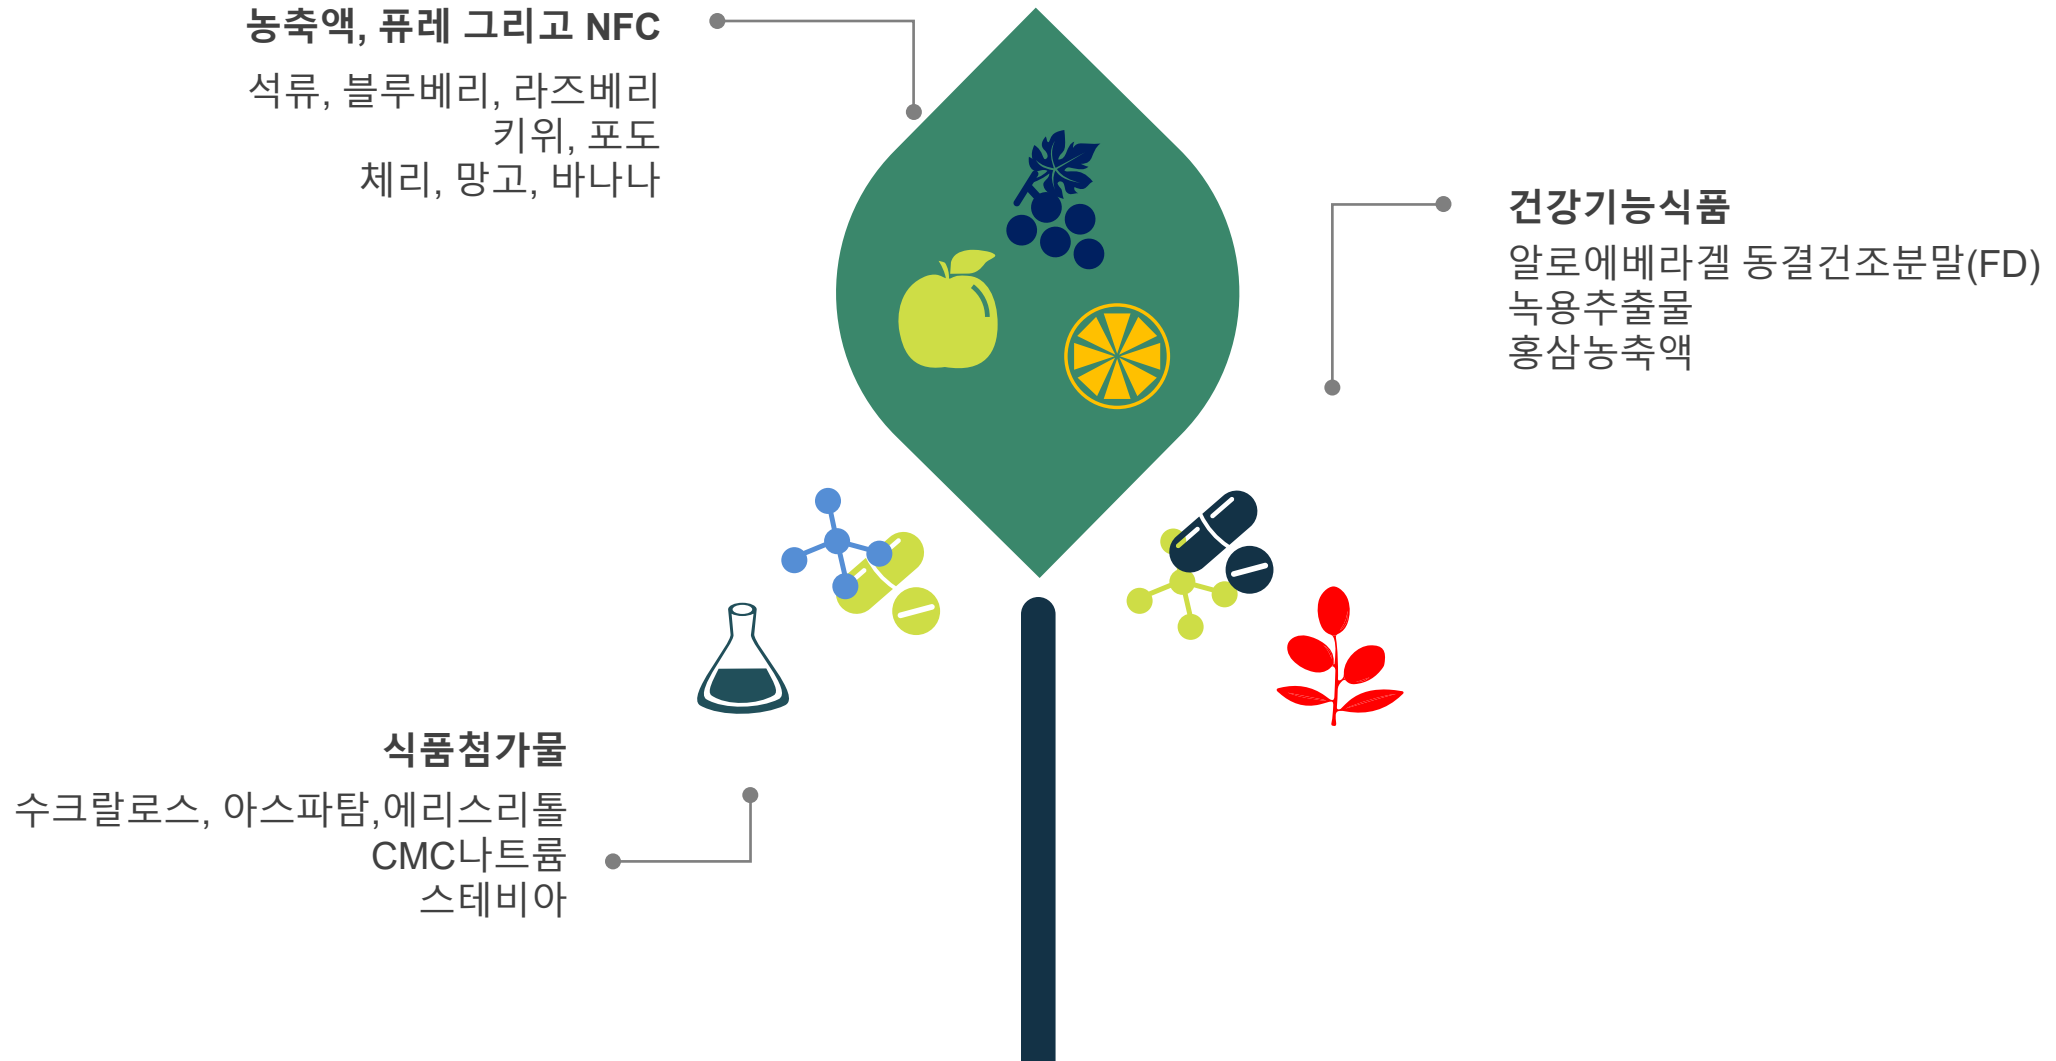 농축액, 퓨레 그리고 NFC
석류, 블루베리, 라즈베리
키위, 포도
체리, 망고, 바나나
건강기능식품
알로에베라겔 동결건조분말(FD)
녹용추출물
홍삼농축액
식품첨가물
수크랄로스, 아스파탐,에리스리톨
CMC나트륨
스테비아